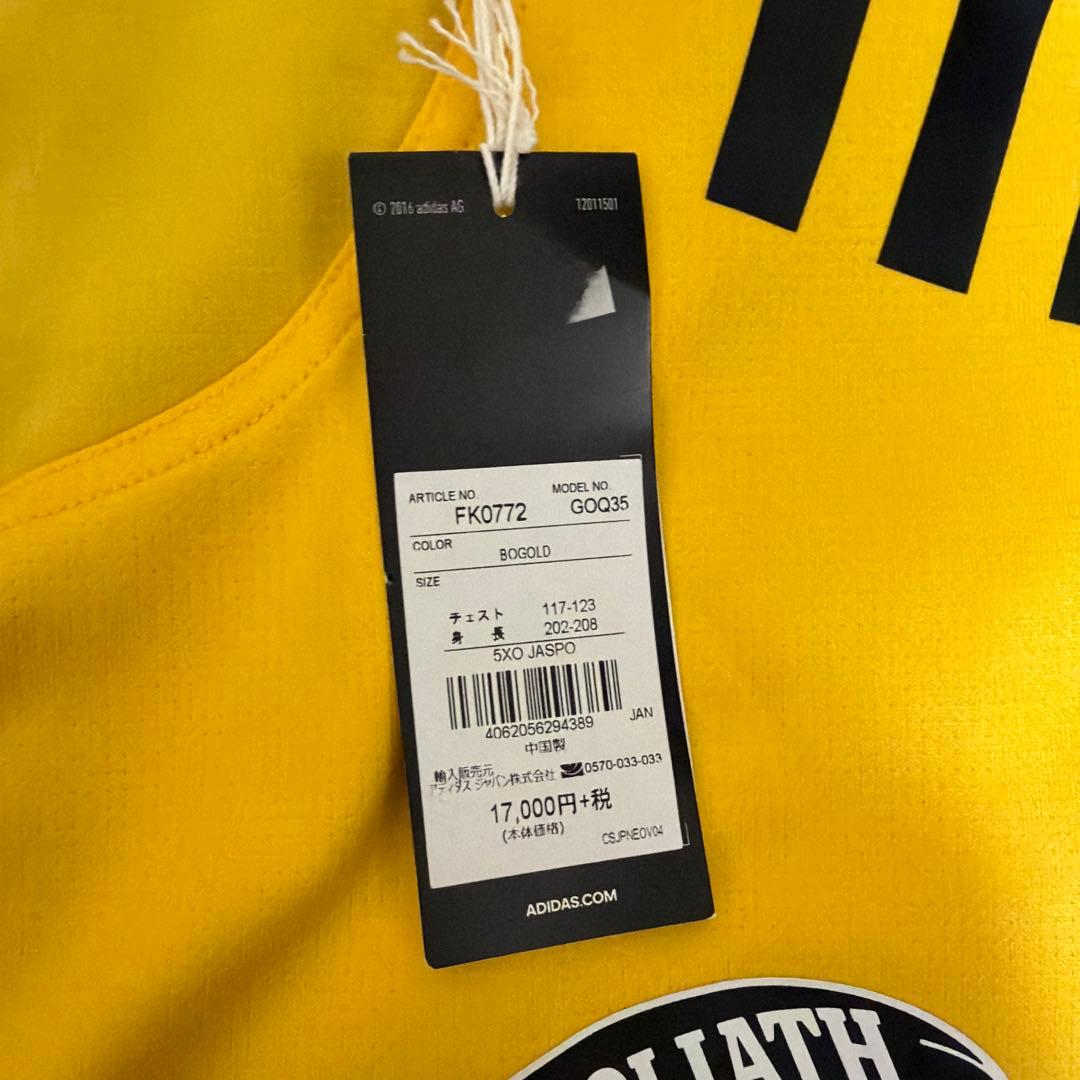 © 2016 adidas AG 12011501
ARTICLE NO. MODEL NO.
FK0772 GOQ35
COLOR
BOGOLD
SIZE
チェスト 117-123
身長 202-208
5XO JASPO
4062056294389 JAN
中国製
輸入販売元
アディダス ジャパン株式会社 0570-033-033
17,000円+税
(本体価格)
CSJPNEOV04
ADIDAS.COM